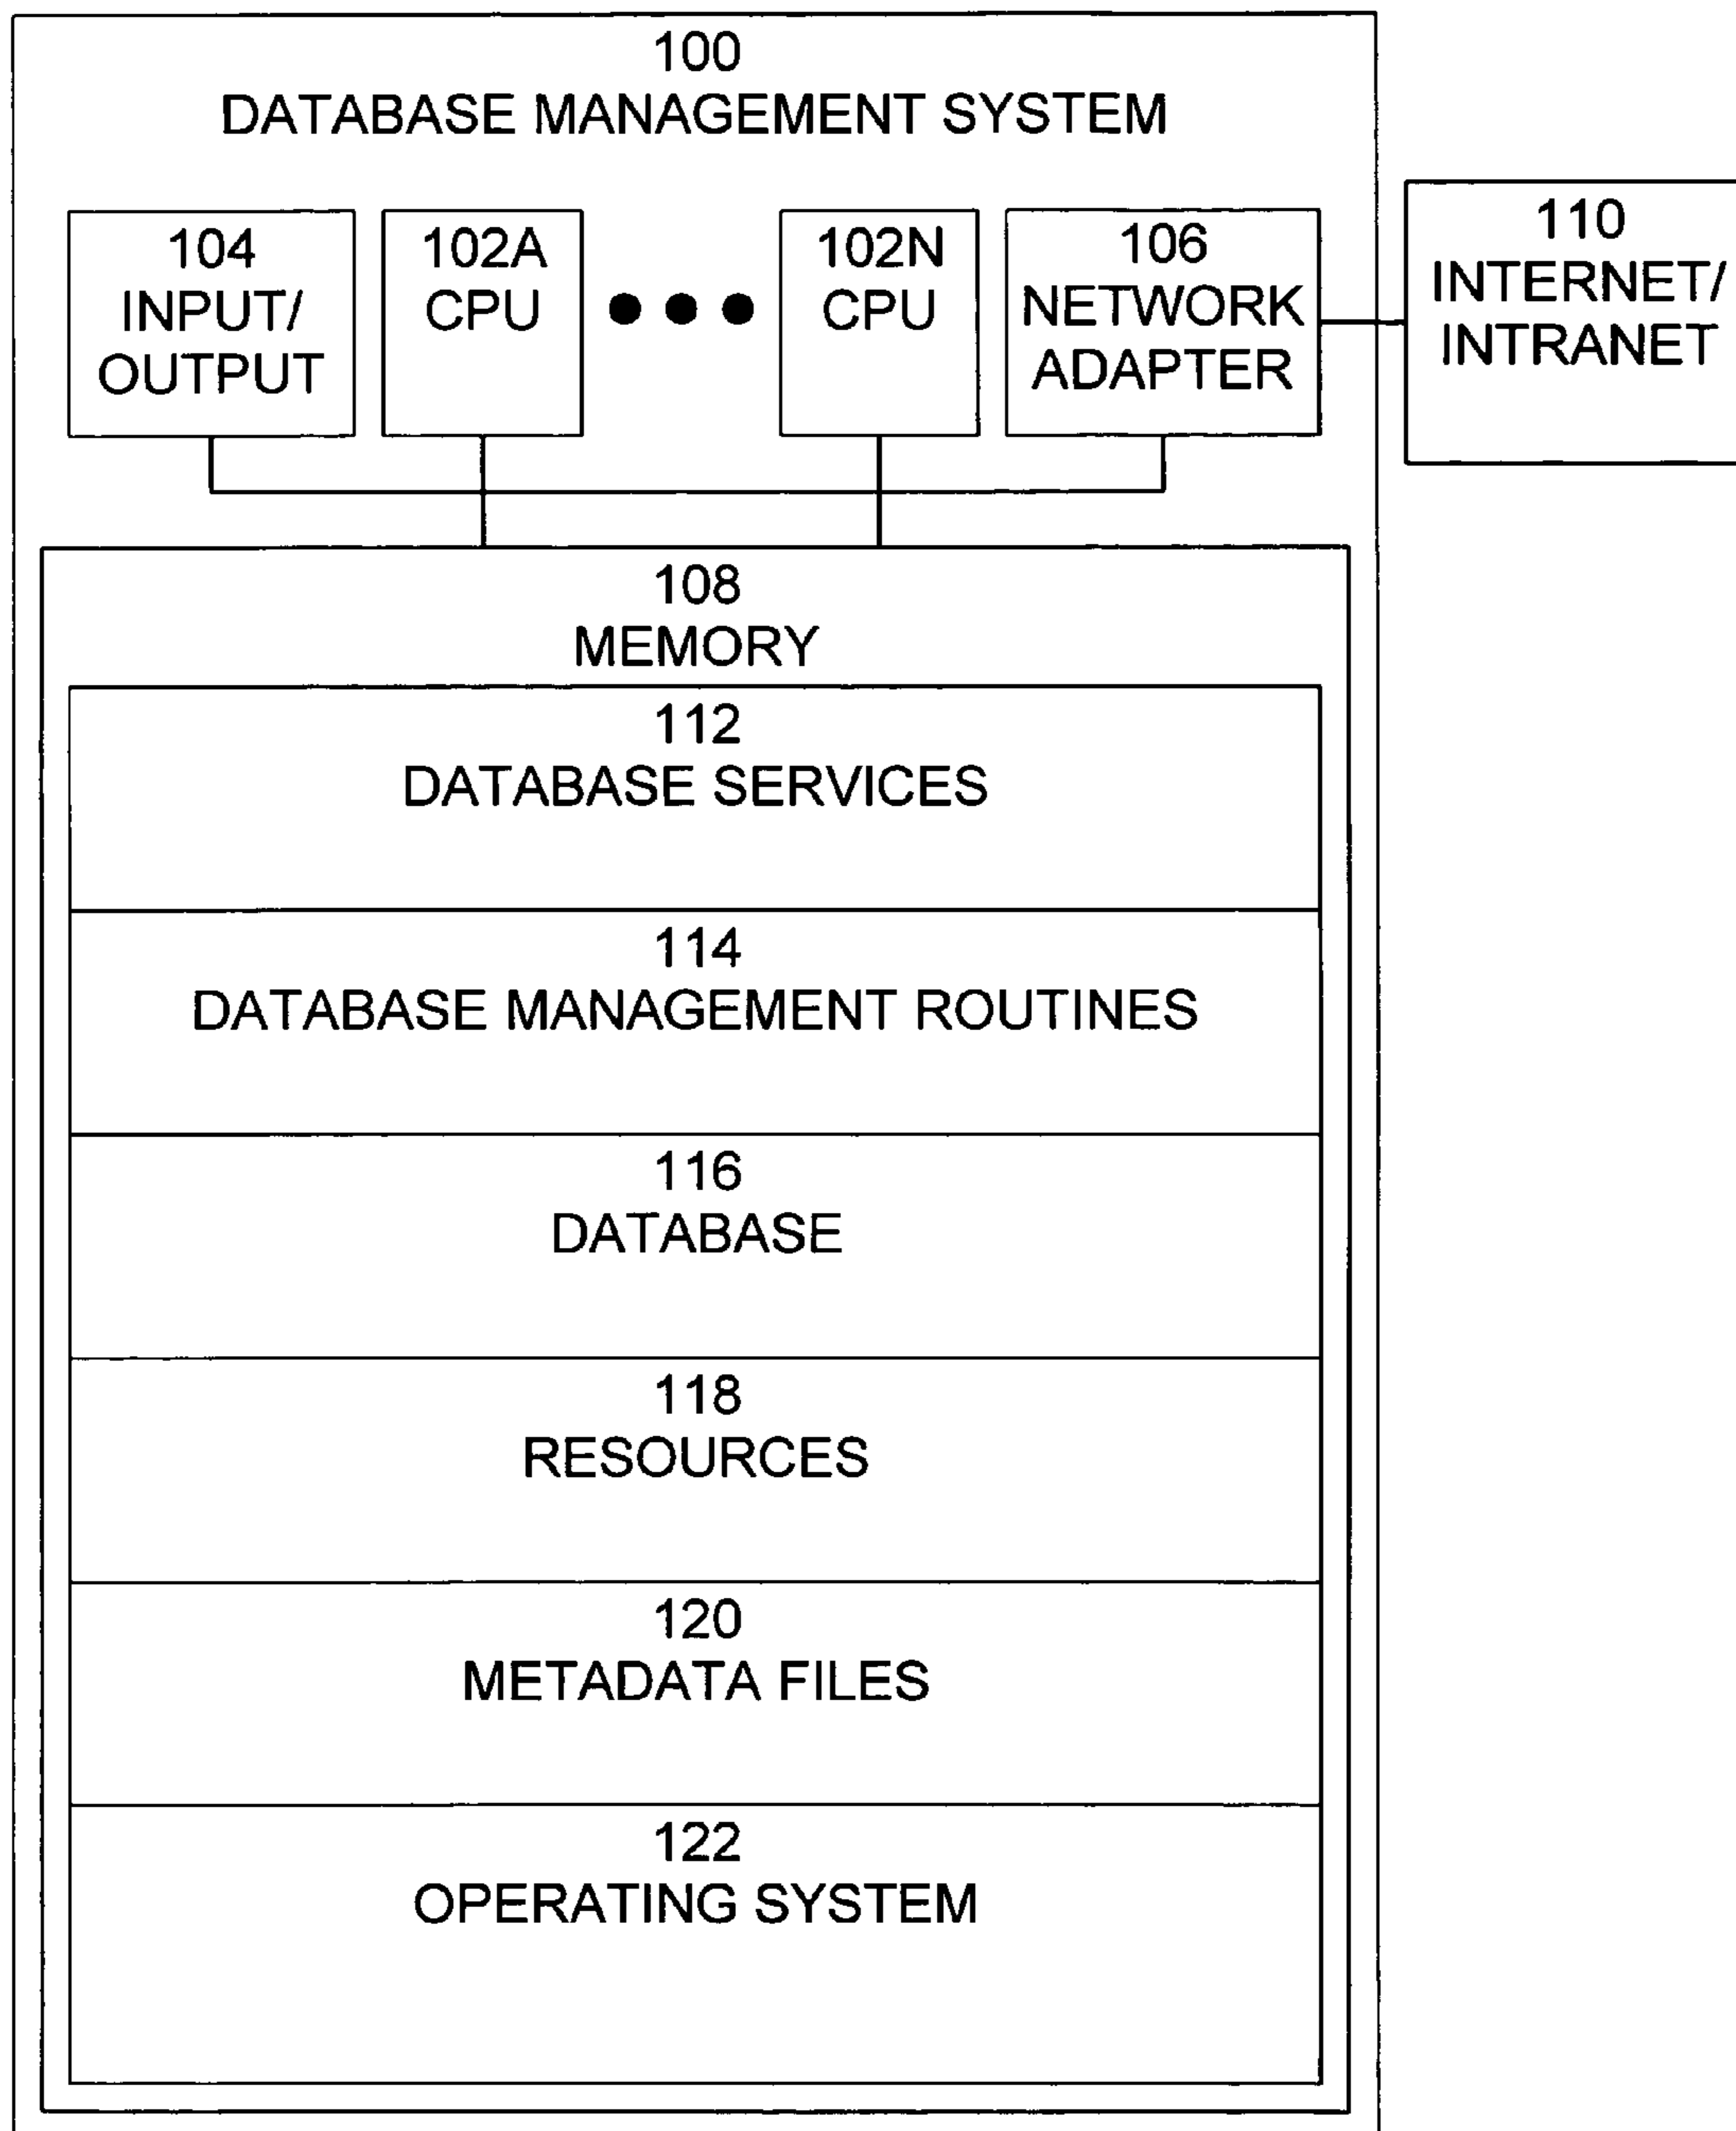 100
DATABASE MANAGEMENT SYSTEM
104
INPUT/
OUTPUT
102A
CPU
102N
CPU
106
NETWORK
ADAPTER
110
INTERNET/
INTRANET
108
MEMORY
112
DATABASE SERVICES
114
DATABASE MANAGEMENT ROUTINES
116
DATABASE
118
RESOURCES
120
METADATA FILES
122
OPERATING SYSTEM